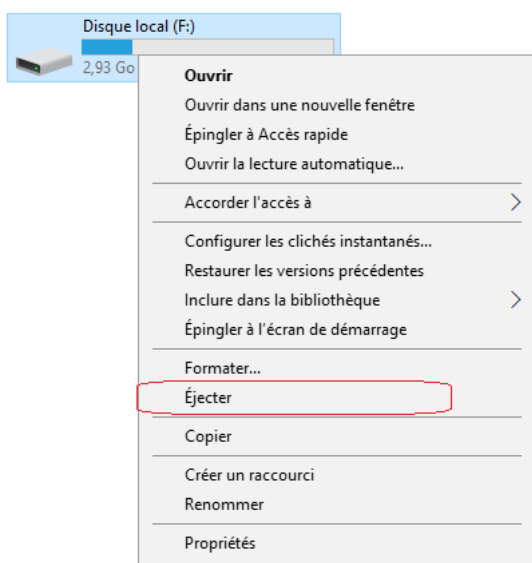 Disque local (F:)
2,93 Go
Ouvrir
Ouvrir dans une nouvelle fenêtre
Épingler à Accès rapide
Ouvrir la lecture automatique...
Accorder l'accès à
Configurer les clichés instantanés...
Restaurer les versions précédentes
Inclure dans la bibliothèque
Épingler à l'écran de démarrage
Formater...
Éjecter
Copier
Créer un raccourci
Renommer
Propriétés